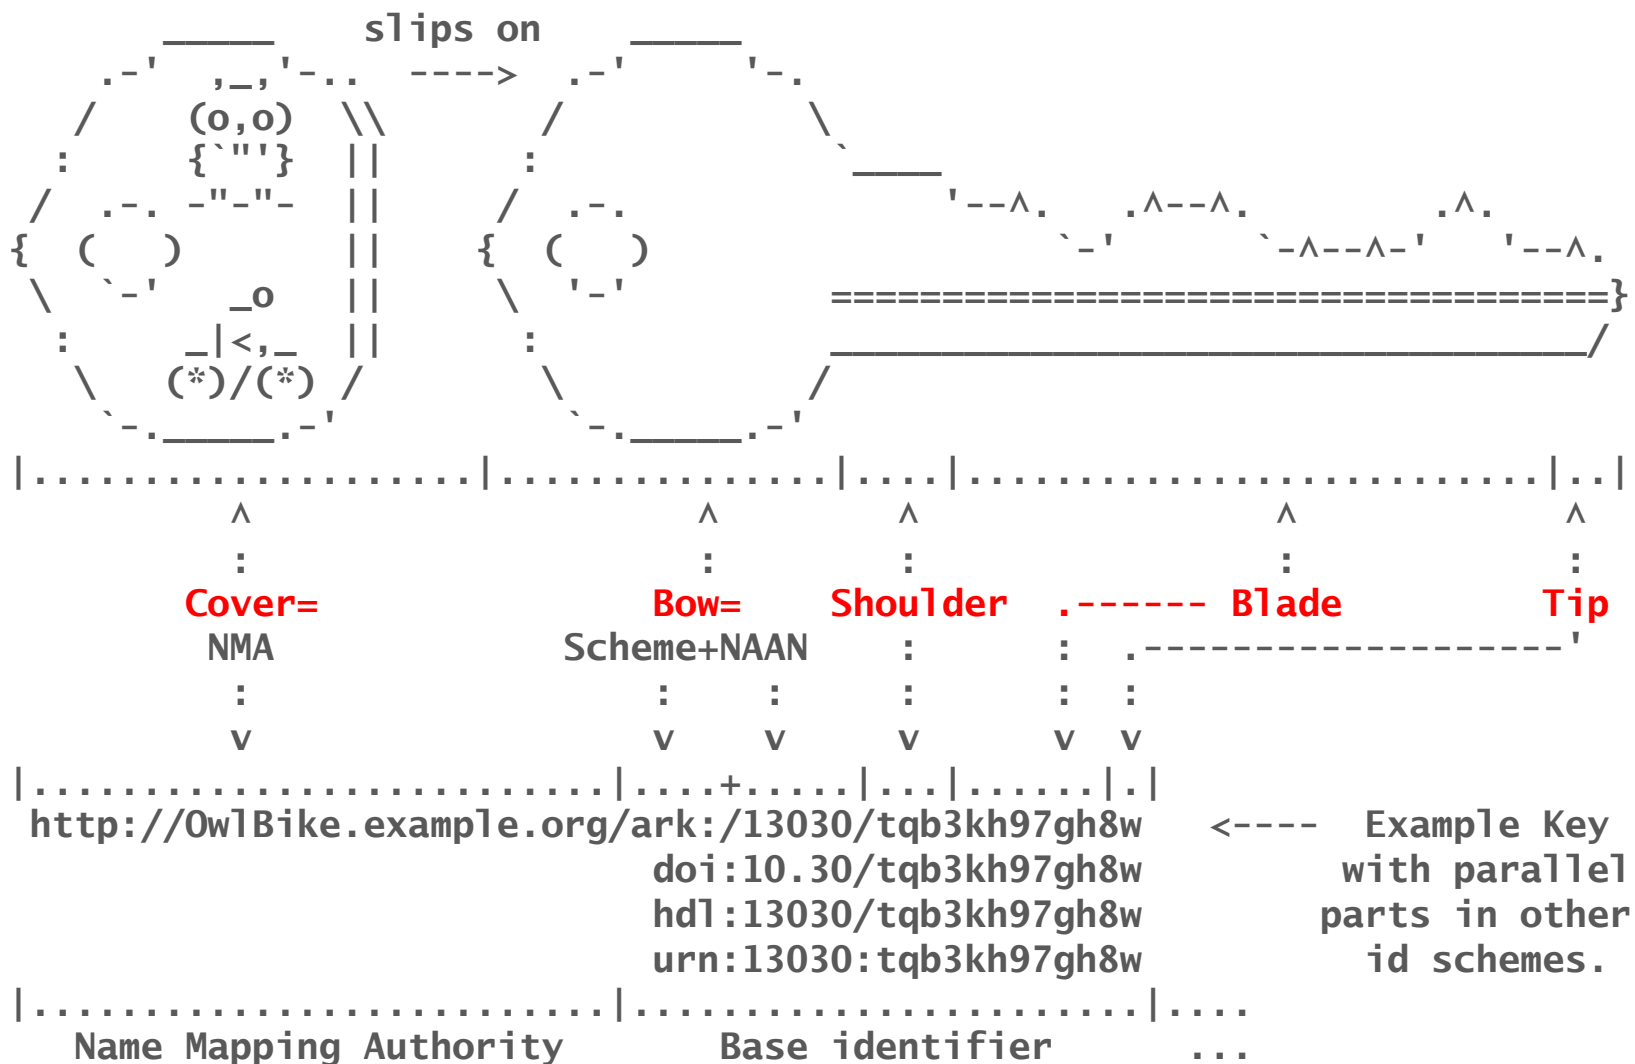 slips on
Cover= Bow= Shoulder Blade Tip
NMA Scheme+NAAN
http://OwlBike.example.org/ark:/13030/tqb3kh97gh8w <---- Example Key
doi:10.30/tqb3kh97gh8w with parallel
hdl:13030/tqb3kh97gh8w parts in other
urn:13030:tqb3kh97gh8w id schemes.
Name Mapping Authority Base identifier ...